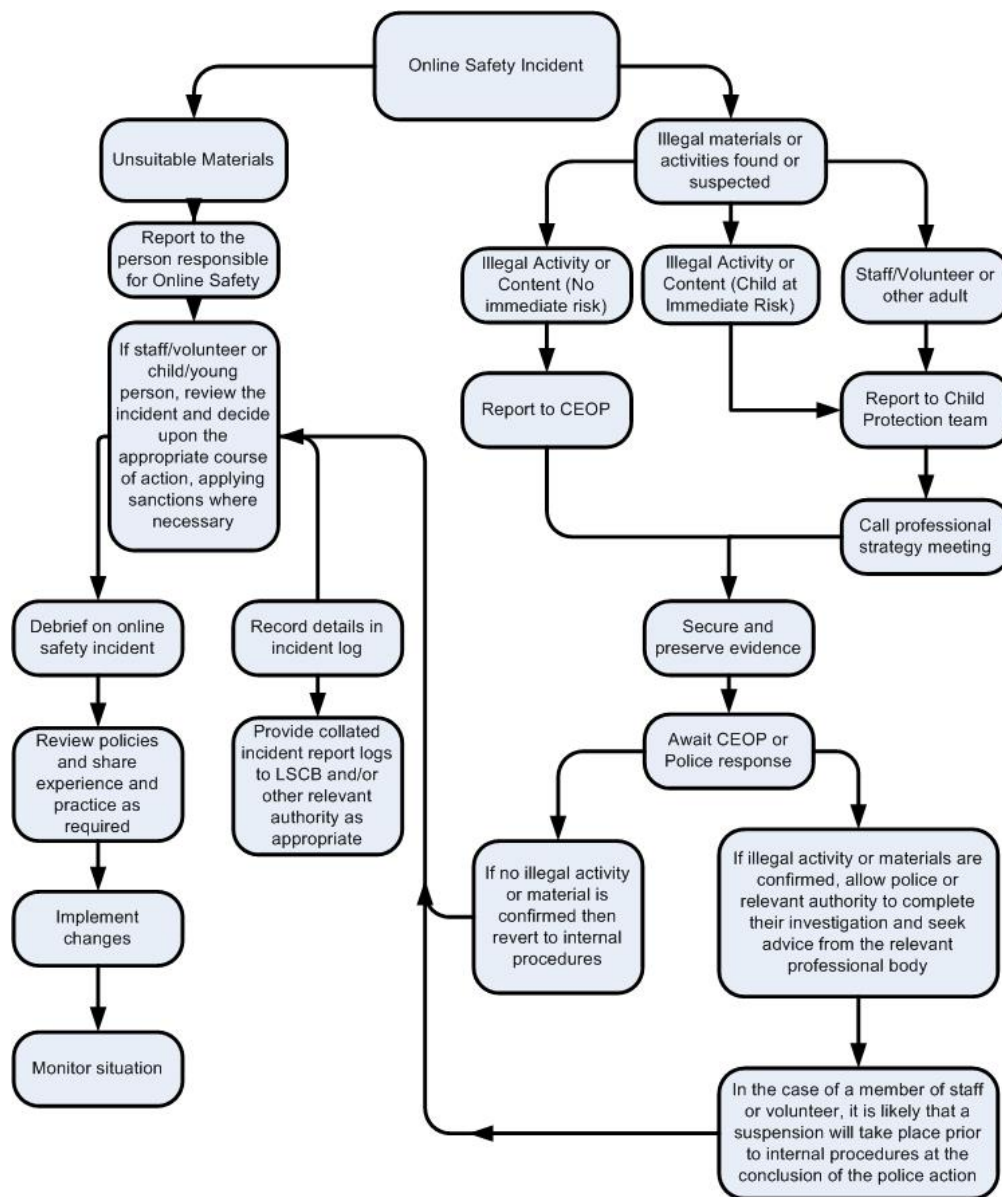 Online Safety Incident
Unsuitable Materials
Illegal materials or
activities found or
suspected
Report to the
person responsible
for Online Safety
Illegal Activity or
Content (No
immediate risk)
Illegal Activity or
Content (Child at
Immediate Risk)
Staff/Volunteer or
other adult
If staff/volunteer or
child/young
person, review the
incident and decide
upon the
appropriate course
of action, applying
sanctions where
necessary
Report to CEOP
Report to Child
Protection team
Call professional
strategy meeting
Debrief on online
safety incident
Record details in
incident log
Secure and
preserve evidence
Review policies
and share
experience and
practice as
required
Provide collated
incident report logs
to LSCB and/or
other relevant
authority as
appropriate
Await CEOP or
Police response
If no illegal activity
or material is
confirmed then
revert to internal
procedures
If illegal activity or materials are
confirmed, allow police or
relevant authority to complete
their investigation and seek
advice from the relevant
professional body
Implement
changes
Monitor situation
In the case of a member of staff
or volunteer, it is likely that a
suspension will take place prior
to internal procedures at the
conclusion of the police action